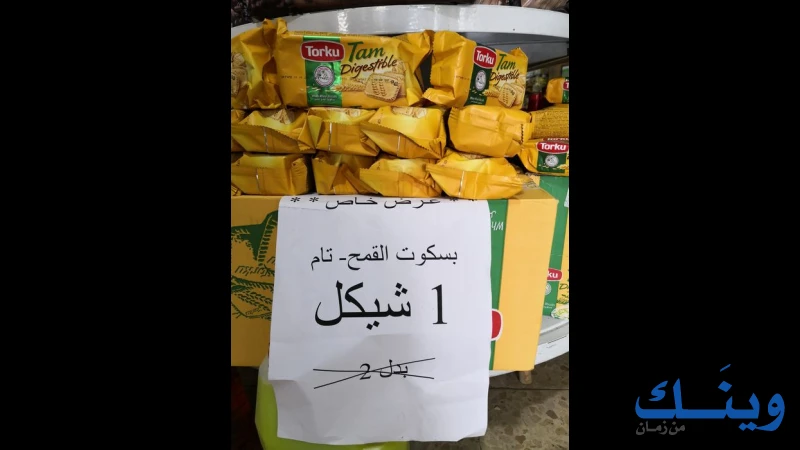 Torku
Tam
Digestible
Torku
Tam
Digestible
Torku
* عرض خاص * *
بسكوت القمح- تام
1 شيكل
بدل 2
وينَك
من زمان